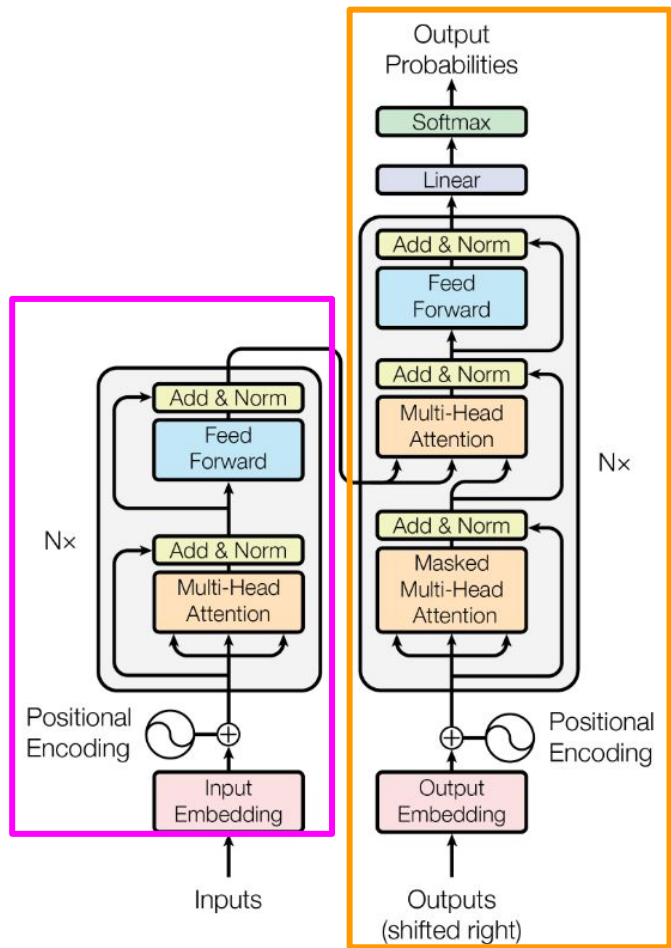 Output
Probabilities
Softmax
Linear
Add & Norm
Feed
Forward
Add & Norm
Multi-Head
Attention
Nx
Add & Norm
Masked
Multi-Head
Attention
Positional
Encoding
Output
Embedding
Outputs
(shifted right)
Add & Norm
Feed
Forward
Nx
Add & Norm
Multi-Head
Attention
Positional
Encoding
Input
Embedding
Inputs